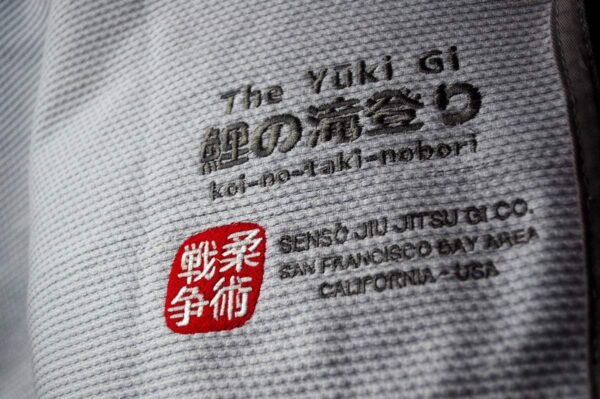 The Yūki Gi
鯉の滝登り
koi-no-taki-nobori
柔術
戦争
SENSŌ JIU JITSU GI CO.
SAN FRANCISCO BAY AREA
CALIFORNIA - USA